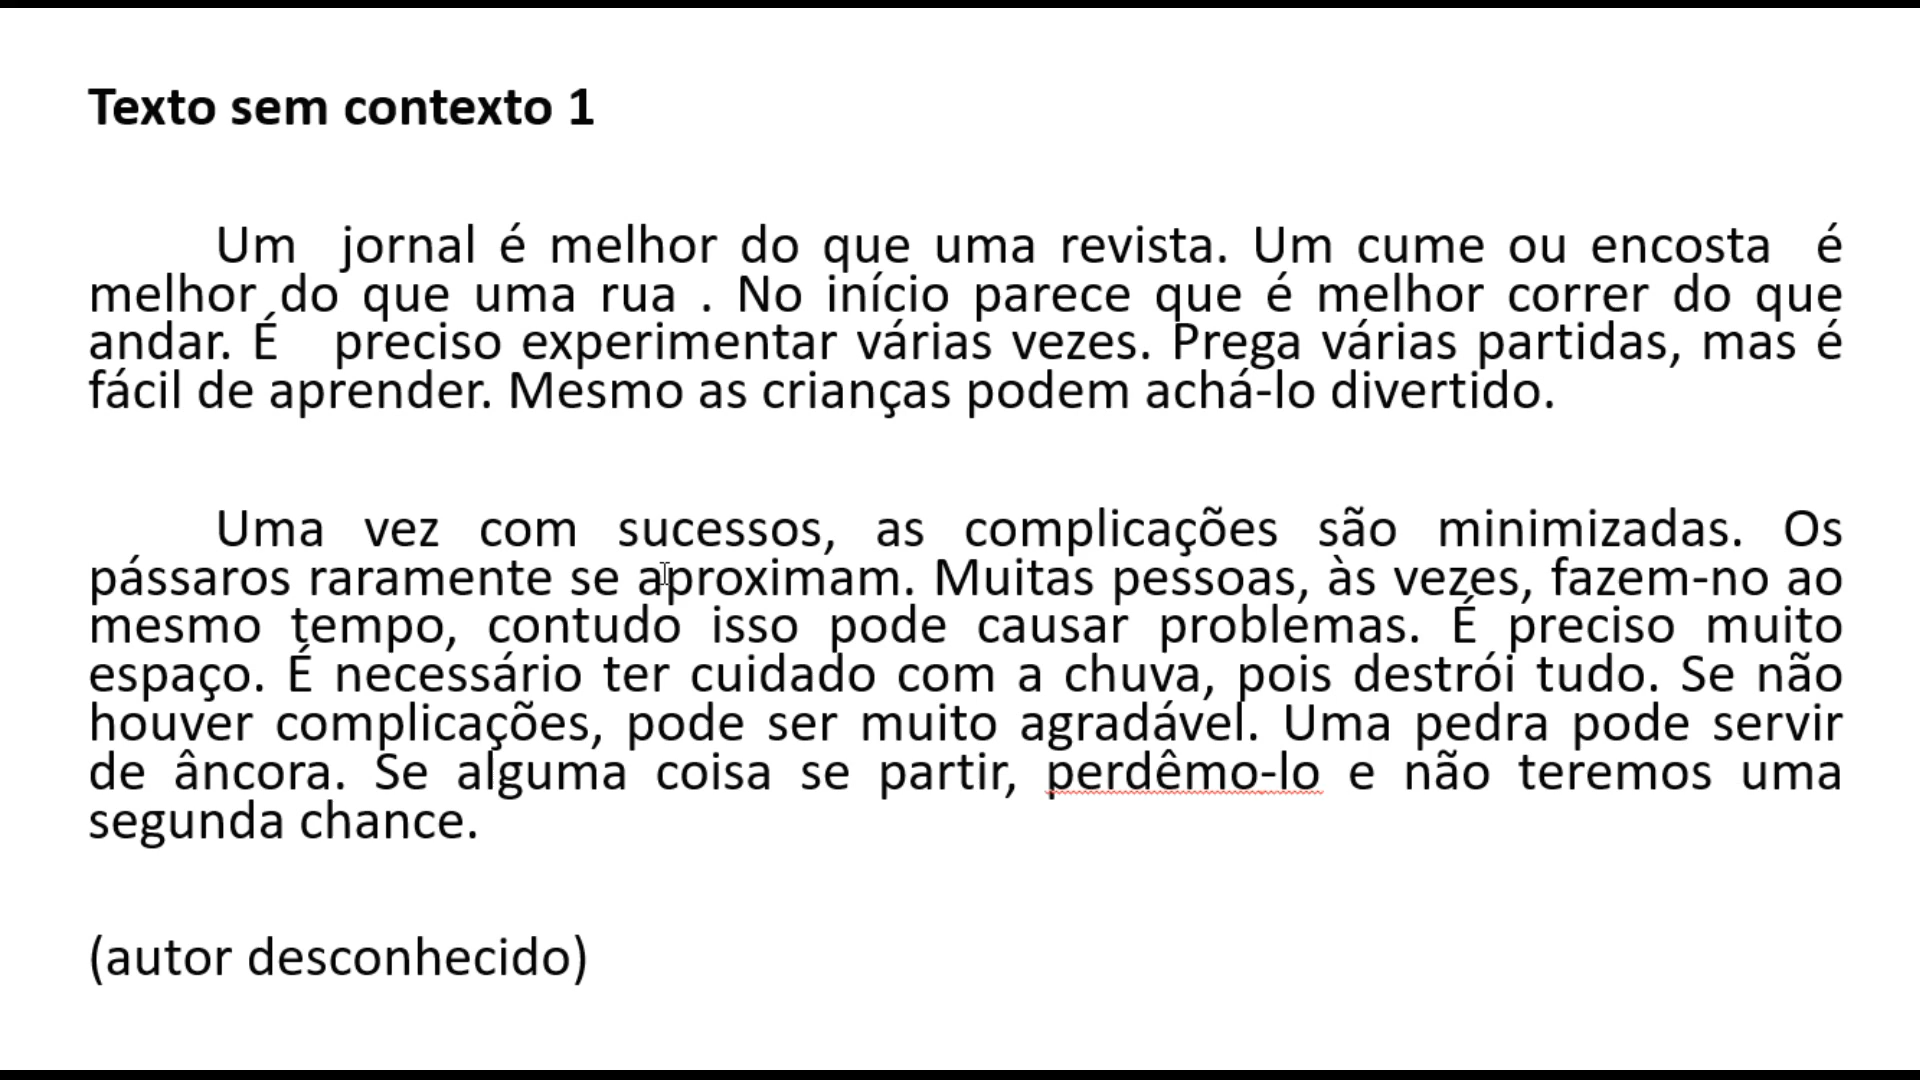 Texto sem contexto 1
Um jornal é melhor do que uma revista. Um cume ou encosta é
melhor do que uma rua . No início parece que é melhor correr do que
andar. É preciso experimentar várias vezes. Prega várias partidas, mas é
fácil de aprender. Mesmo as crianças podem achá-lo divertido.
Uma vez com sucessos, as complicações são minimizadas. Os
pássaros raramente se aproximam. Muitas pessoas, às vezes, fazem-no ao
mesmo tempo, contudo isso pode causar problemas. É preciso muito
espaço. É necessário ter cuidado com a chuva, pois destrói tudo. Se não
houver complicações, pode ser muito agradável. Uma pedra pode servir
de âncora. Se alguma coisa se partir, perdêmo-lo e não teremos uma
segunda chance.
(autor desconhecido)